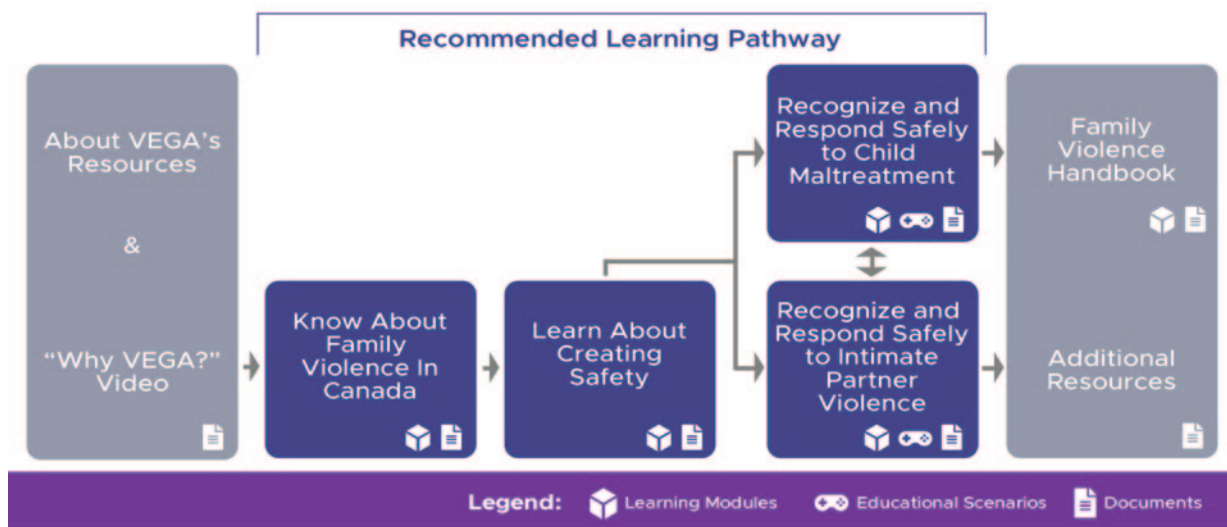 Recommended Learning Pathway
About VEGA's
Resources
&
"Why VEGA?"
Video
Know About
Family
Violence In
Canada
Learn About
Creating
Safety
Recognize and
Respond Safely
to Child
Maltreatment
Recognize and
Respond Safely
to Intimate
Partner
Violence
Family
Violence
Handbook
Additional
Resources
Legend: Learning Modules Educational Scenarios Documents